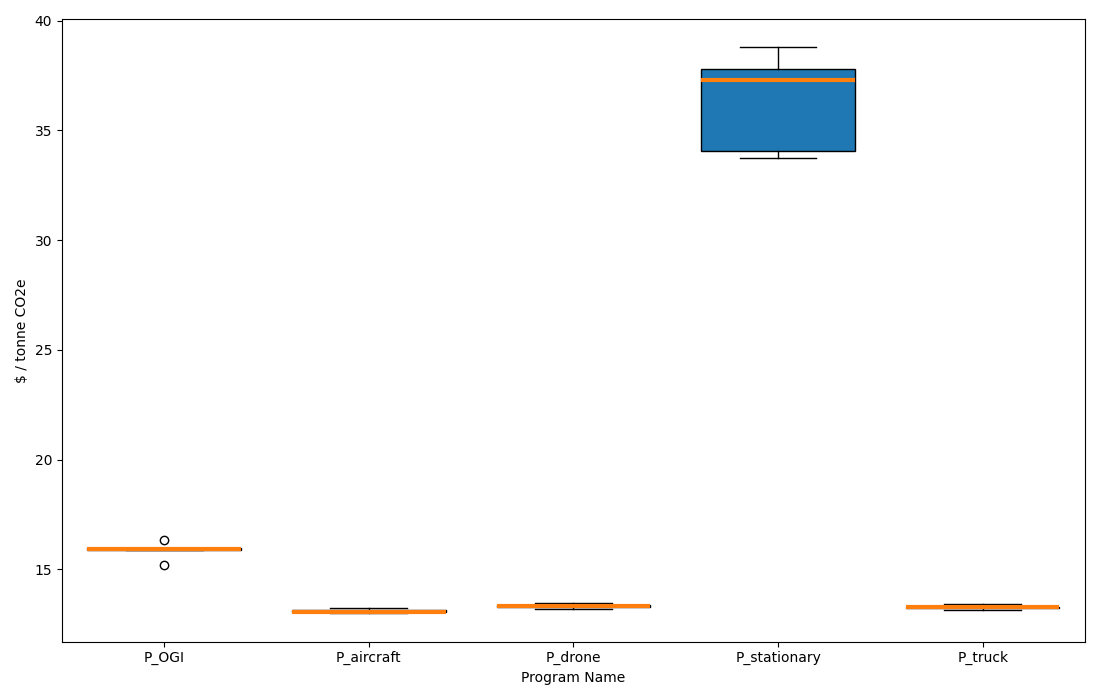 $ / tonne CO2e
40
35
30
25
20
15
P_OGI
P_aircraft
P_drone
P_stationary
P_truck
Program Name